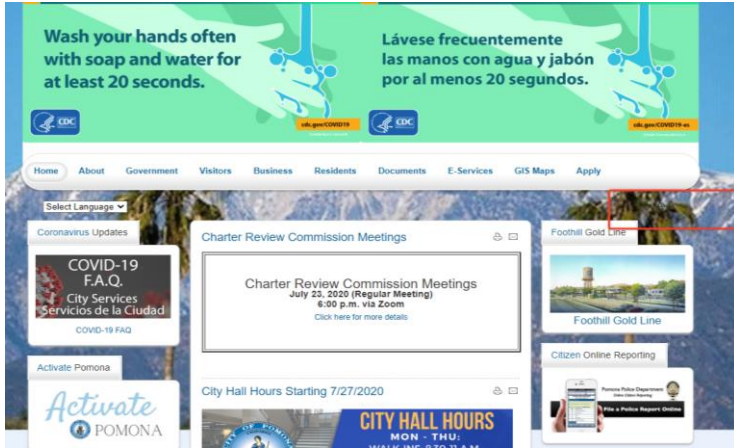 Wash your hands often
with soap and water for
at least 20 seconds.
CDC
cdc.gov/COVID19
Lávese frecuentemente
las manos con agua y jabón
por al menos 20 segundos.
CDC
cdc.gov/COVID19-es
Home About Government Visitors Business Residents Documents E-Services GIS Maps Apply
Select Language
Coronavirus Updates
COVID-19
F.A.Q.
City Services
Servicios de la Ciudad
COVID-19 FAQ
Activate Pomona
Activate
POMONA
Charter Review Commission Meetings
Charter Review Commission Meetings
July 23, 2020 (Regular Meeting)
6:00 p.m. via Zoom
Click here for more details
City Hall Hours Starting 7/27/2020
CITY HALL HOURS
MON - THU:
Foothill Gold Line
Foothill Gold Line
Citizen Online Reporting
Pomona Police Department
File a Police Report Online